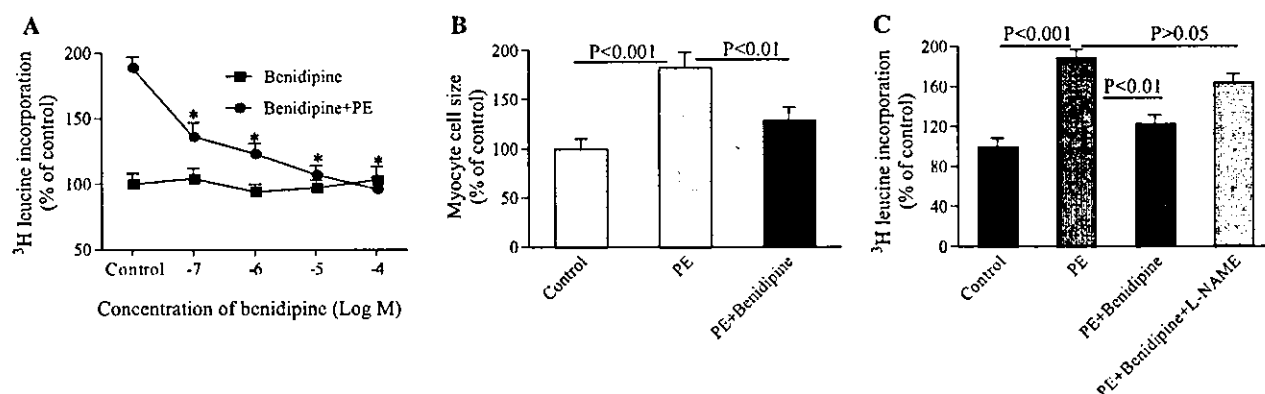 A
³H leucine incorporation
(% of control)
200
150
100
50
Benidipine
Benidipine+PE
*
*
*
*
Control
-7
-6
-5
-4
Concentration of benidipine (Log M)
B
Myocyte cell size
(% of control)
200
150
100
50
0
P<0.001
P<0.01
Control
PE
PE+Benidipine
C
³H leucine incorporation
(% of control)
200
160
120
80
40
0
P<0.001
P>0.05
P<0.01
Control
PE
PE+Benidipine
PE+Benidipine+L-NAME